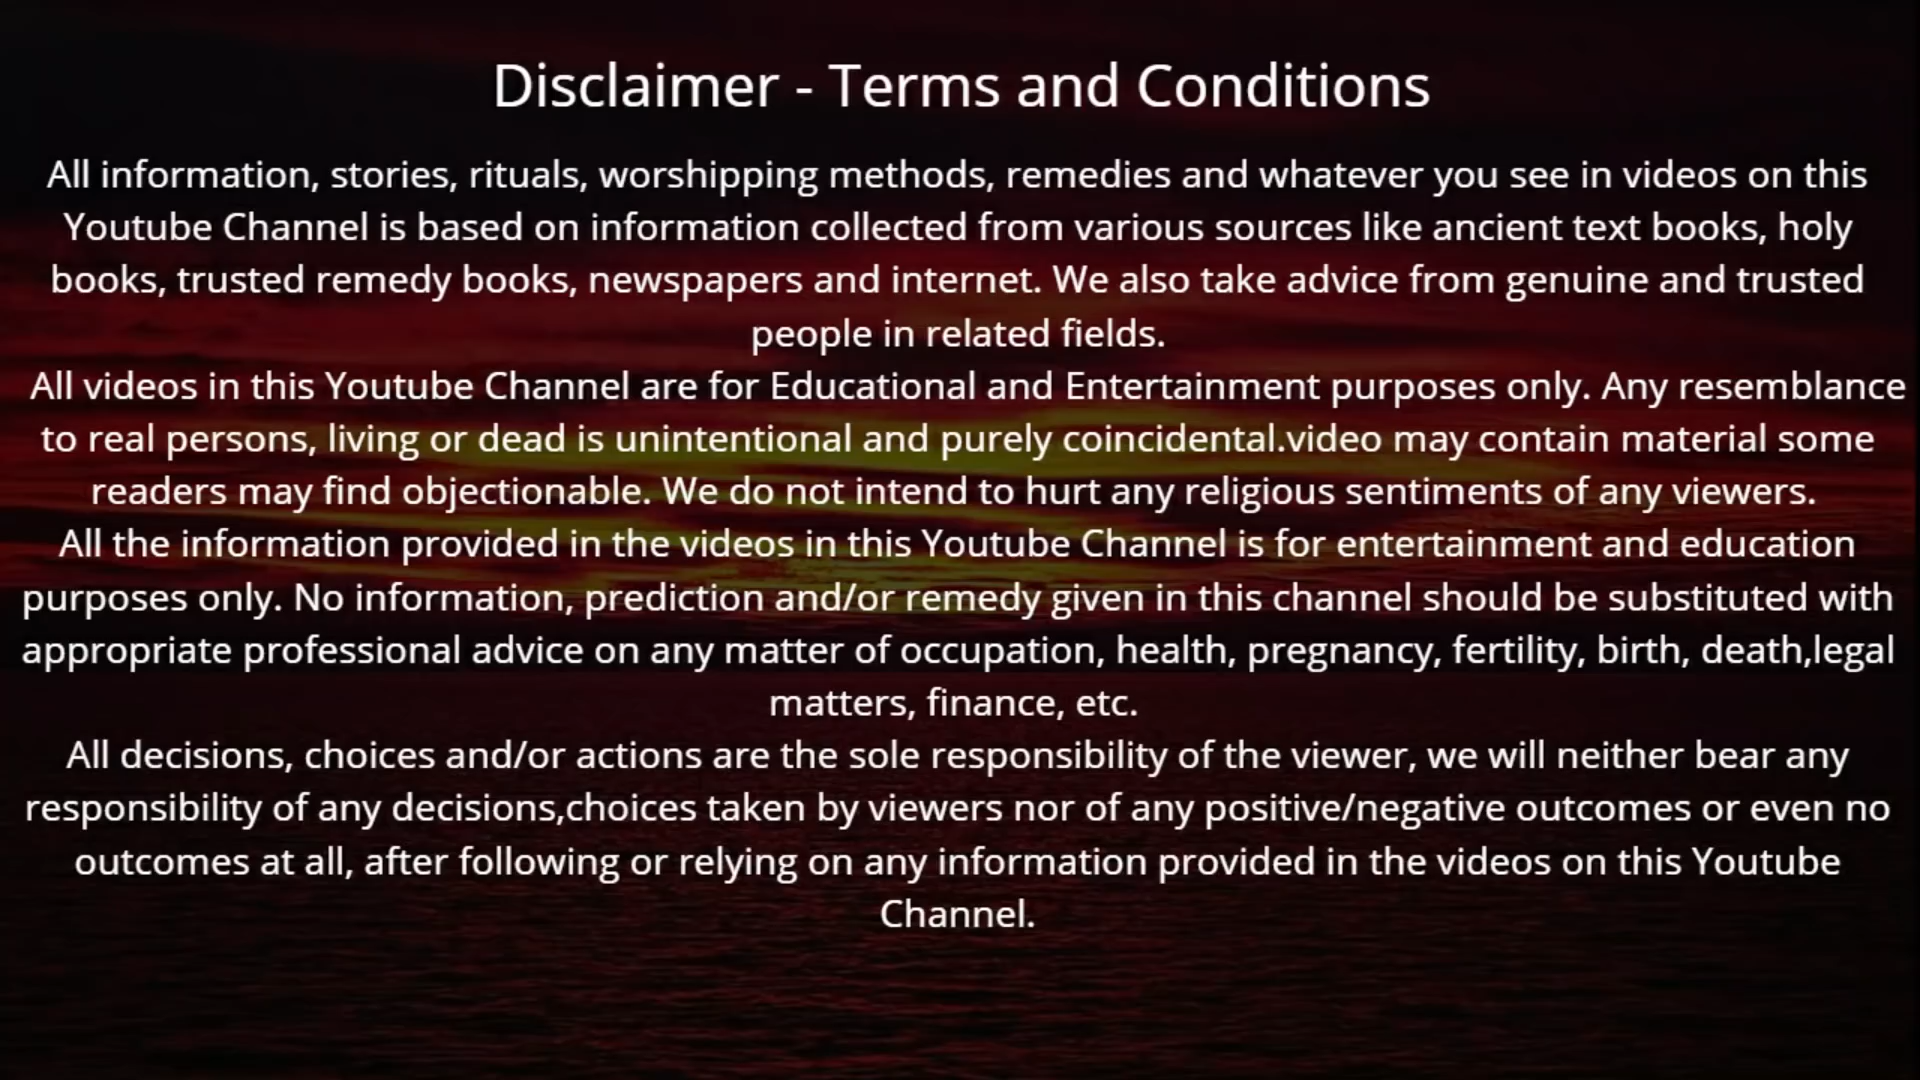 Disclaimer - Terms and Conditions
All information, stories, rituals, worshipping methods, remedies and whatever you see in videos on this
Youtube Channel is based on information collected from various sources like ancient text books, holy
books, trusted remedy books, newspapers and internet. We also take advice from genuine and trusted
people in related fields.
All videos in this Youtube Channel are for Educational and Entertainment purposes only. Any resemblance
to real persons, living or dead is unintentional and purely coincidental.video may contain material some
readers may find objectionable. We do not intend to hurt any religious sentiments of any viewers.
All the information provided in the videos in this Youtube Channel is for entertainment and education
purposes only. No information, prediction and/or remedy given in this channel should be substituted with
appropriate professional advice on any matter of occupation, health, pregnancy, fertility, birth, death,legal
matters, finance, etc.
All decisions, choices and/or actions are the sole responsibility of the viewer, we will neither bear any
responsibility of any decisions,choices taken by viewers nor of any positive/negative outcomes or even no
outcomes at all, after following or relying on any information provided in the videos on this Youtube
Channel.